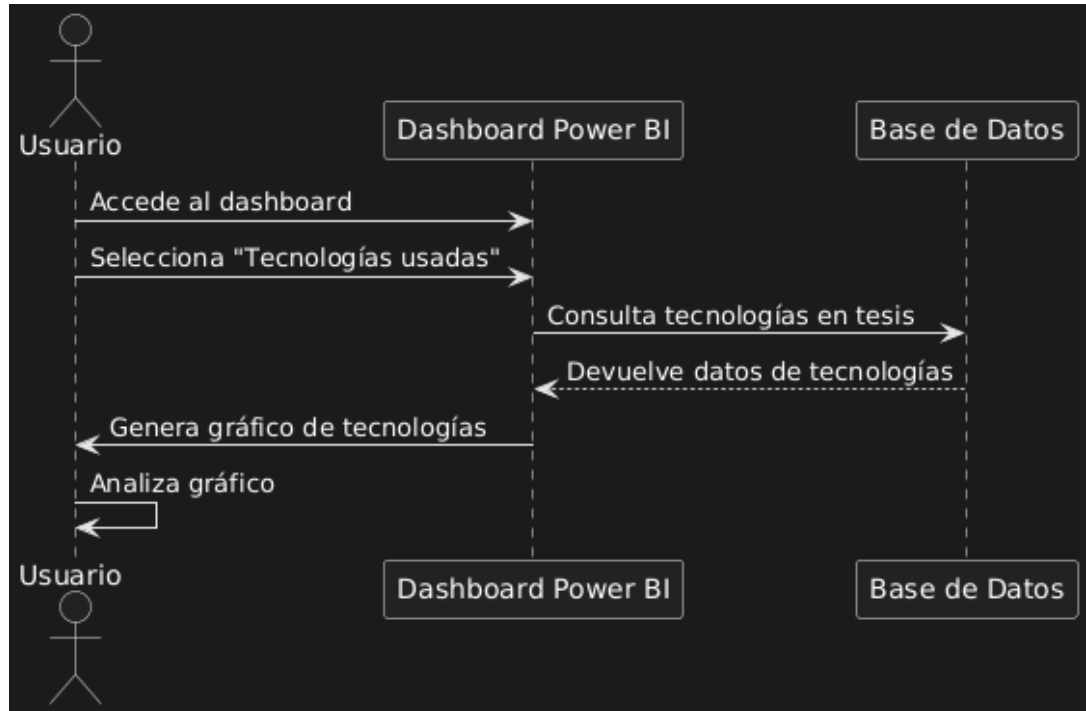 Usuario
Dashboard Power BI
Base de Datos
Accede al dashboard
Selecciona "Tecnologías usadas"
Consulta tecnologías en tesis
Devuelve datos de tecnologías
Genera gráfico de tecnologías
Analiza gráfico
Usuario
Dashboard Power BI
Base de Datos